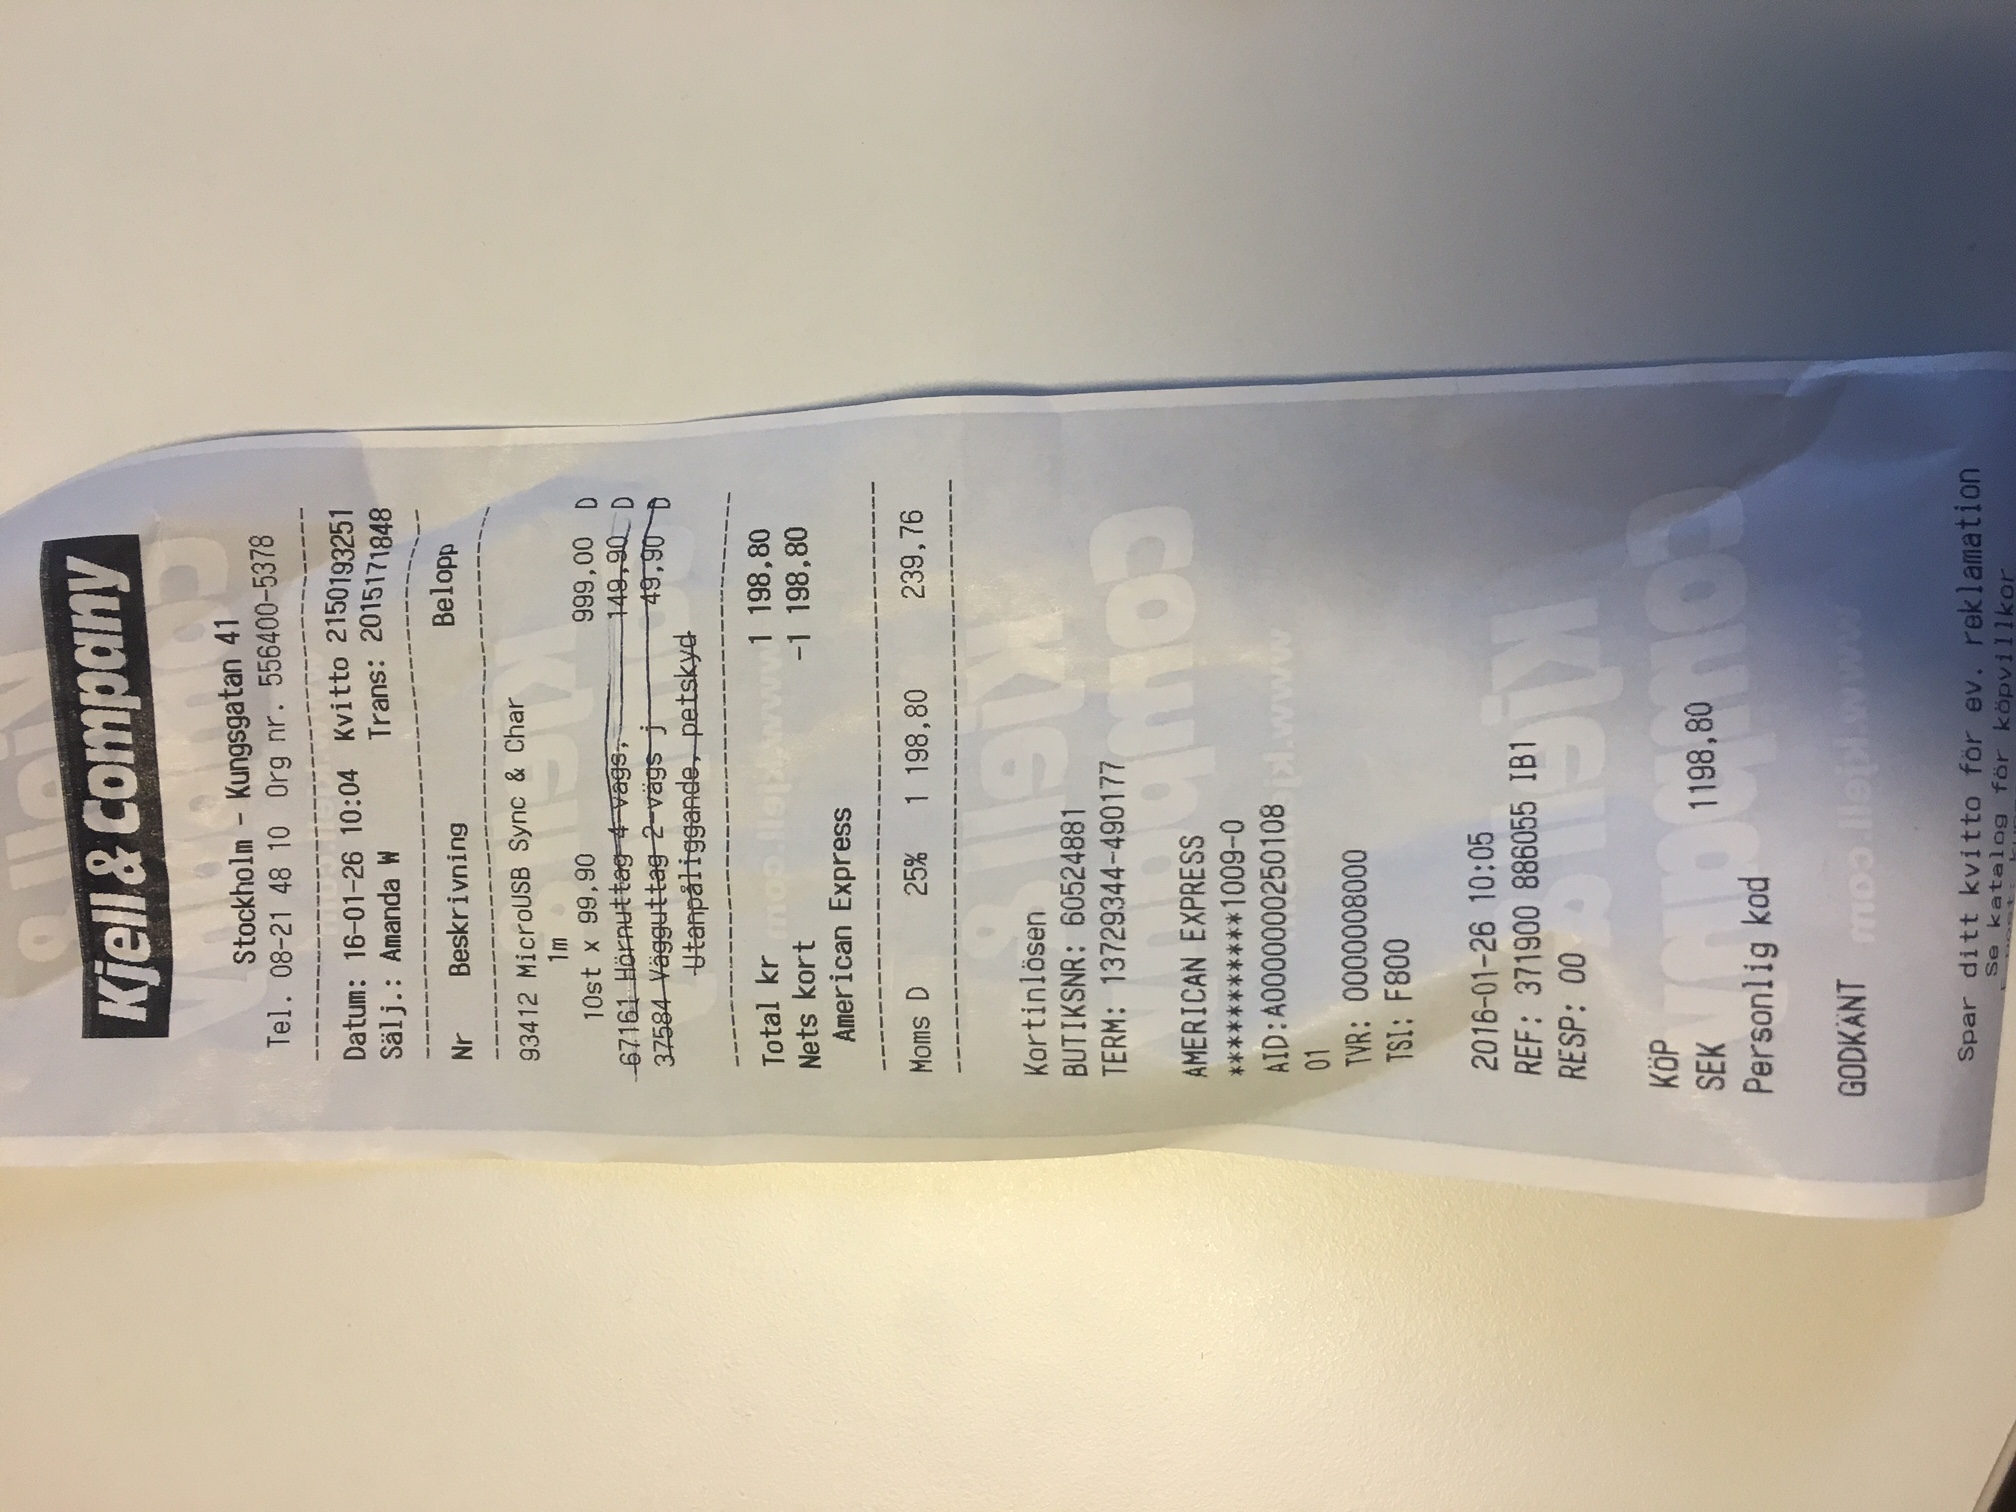 Kjell & Company
Stockholm - Kungsgatan 41
Tel. 08-21 48 10 Org nr. 556400-5378
Datum: 16-01-26 10:04 Kvitto 2150193251
Sälj.: Amanda W Trans: 2015171848
Nr Beskrivning Belopp
93412 MicroUSB Sync & Char
1m
10st x 99,90 999,00 D
67161 Hörnuttag 4-vägs, 149,90 D
37584 Vägguttag 2-vägs j 49,90 D
Utanpåliggande, petskyd
Total kr 1 198,80
Nets kort -1 198,80
American Express
Moms D 25% 1 198,80 239,76
Kortinlösen
BUTIKSNR: 60524881
TERM: 13729344-490177
AMERICAN EXPRESS
***********1009-0
AID:A0000000250108
01
TVR: 0000008000
TSI: F800
2016-01-26 10:05
REF: 371900 886055 IB1
RESP: 00
KÖP
SEK 1198,80
Personlig kod
GODKÄNT
Spar ditt kvitto för ev. reklamation
Se katalog för köpvillkor